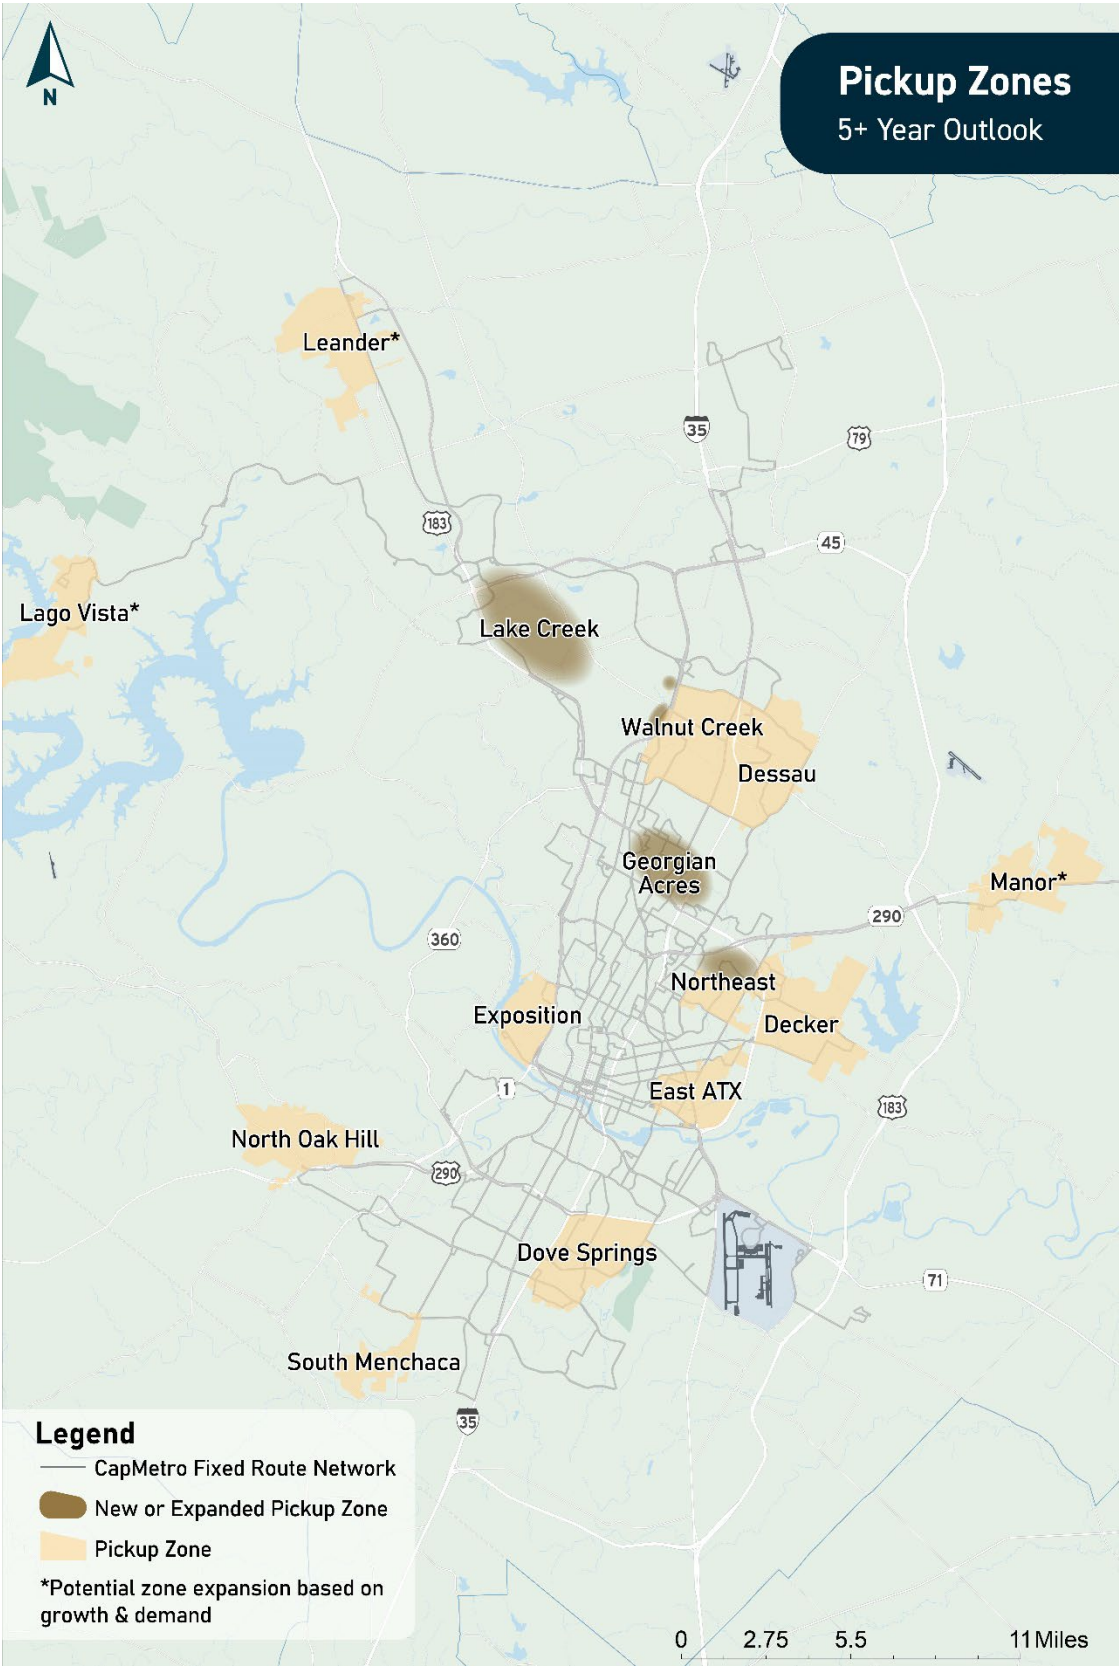 N
Pickup Zones
5+ Year Outlook
Leander*
35
79
183
45
Lago Vista*
Lake Creek
Walnut Creek
Dessau
Georgian
Acres
Manor*
290
360
Northeast
Exposition
Decker
1
East ATX
183
North Oak Hill
290
Dove Springs
71
South Menchaca
35
Legend
CapMetro Fixed Route Network
New or Expanded Pickup Zone
Pickup Zone
*Potential zone expansion based on
growth & demand
0 2.75 5.5 11 Miles